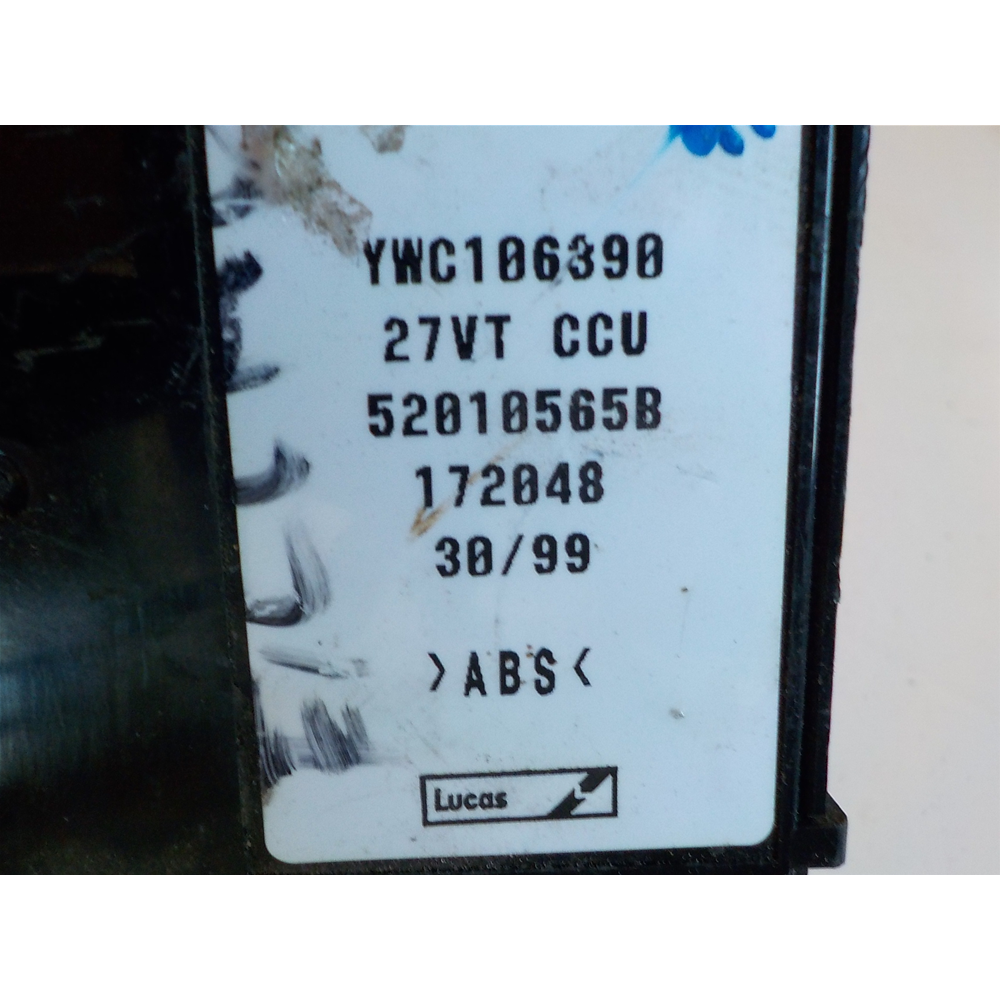 YWC106390
27VT CCU
52010565B
172048
30/99
>ABS<
Lucas